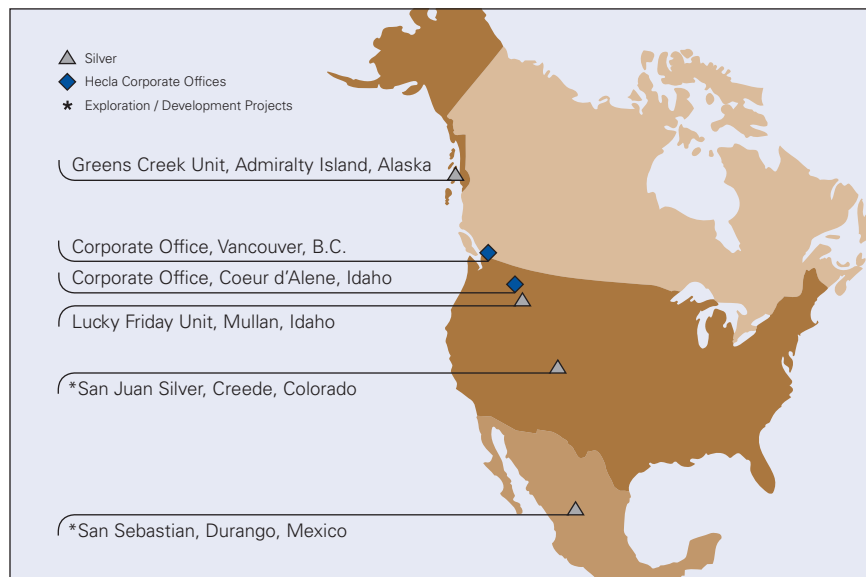 Silver
Hecla Corporate Offices
* Exploration / Development Projects
Greens Creek Unit, Admiralty Island, Alaska
Corporate Office, Vancouver, B.C.
Corporate Office, Coeur d’Alene, Idaho
Lucky Friday Unit, Mullan, Idaho
*San Juan Silver, Creede, Colorado
*San Sebastian, Durango, Mexico